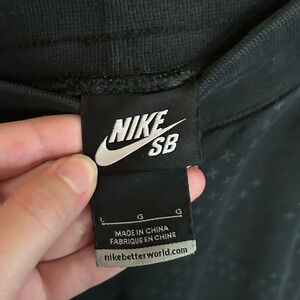 NIKE
SB
L G G
MADE IN CHINA
FABRIQUÉ EN CHINE
nikebetterworld.com